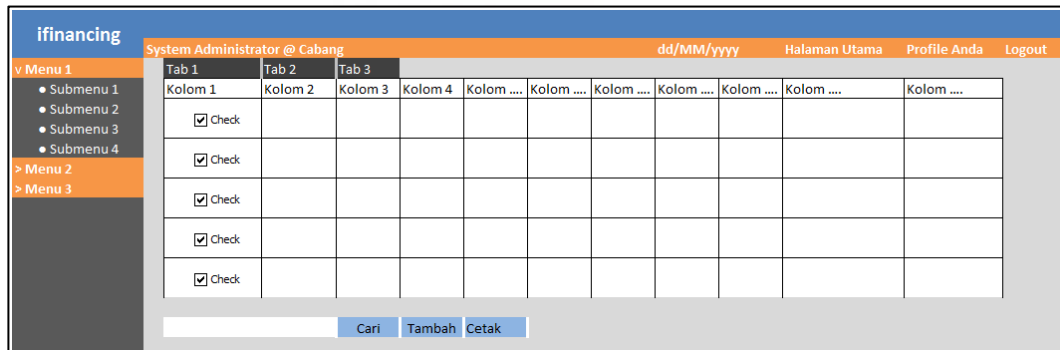 ifinancing
System Administrator @ Cabang dd/MM/yyyy Halaman Utama Profile Anda Logout
v Menu 1
● Submenu 1
● Submenu 2
● Submenu 3
● Submenu 4
> Menu 2
> Menu 3
Tab 1 Tab 2 Tab 3
Kolom 1 Kolom 2 Kolom 3 Kolom 4 Kolom .... Kolom .... Kolom .... Kolom .... Kolom .... Kolom .... Kolom ....
Check
Check
Check
Check
Check
Cari Tambah Cetak